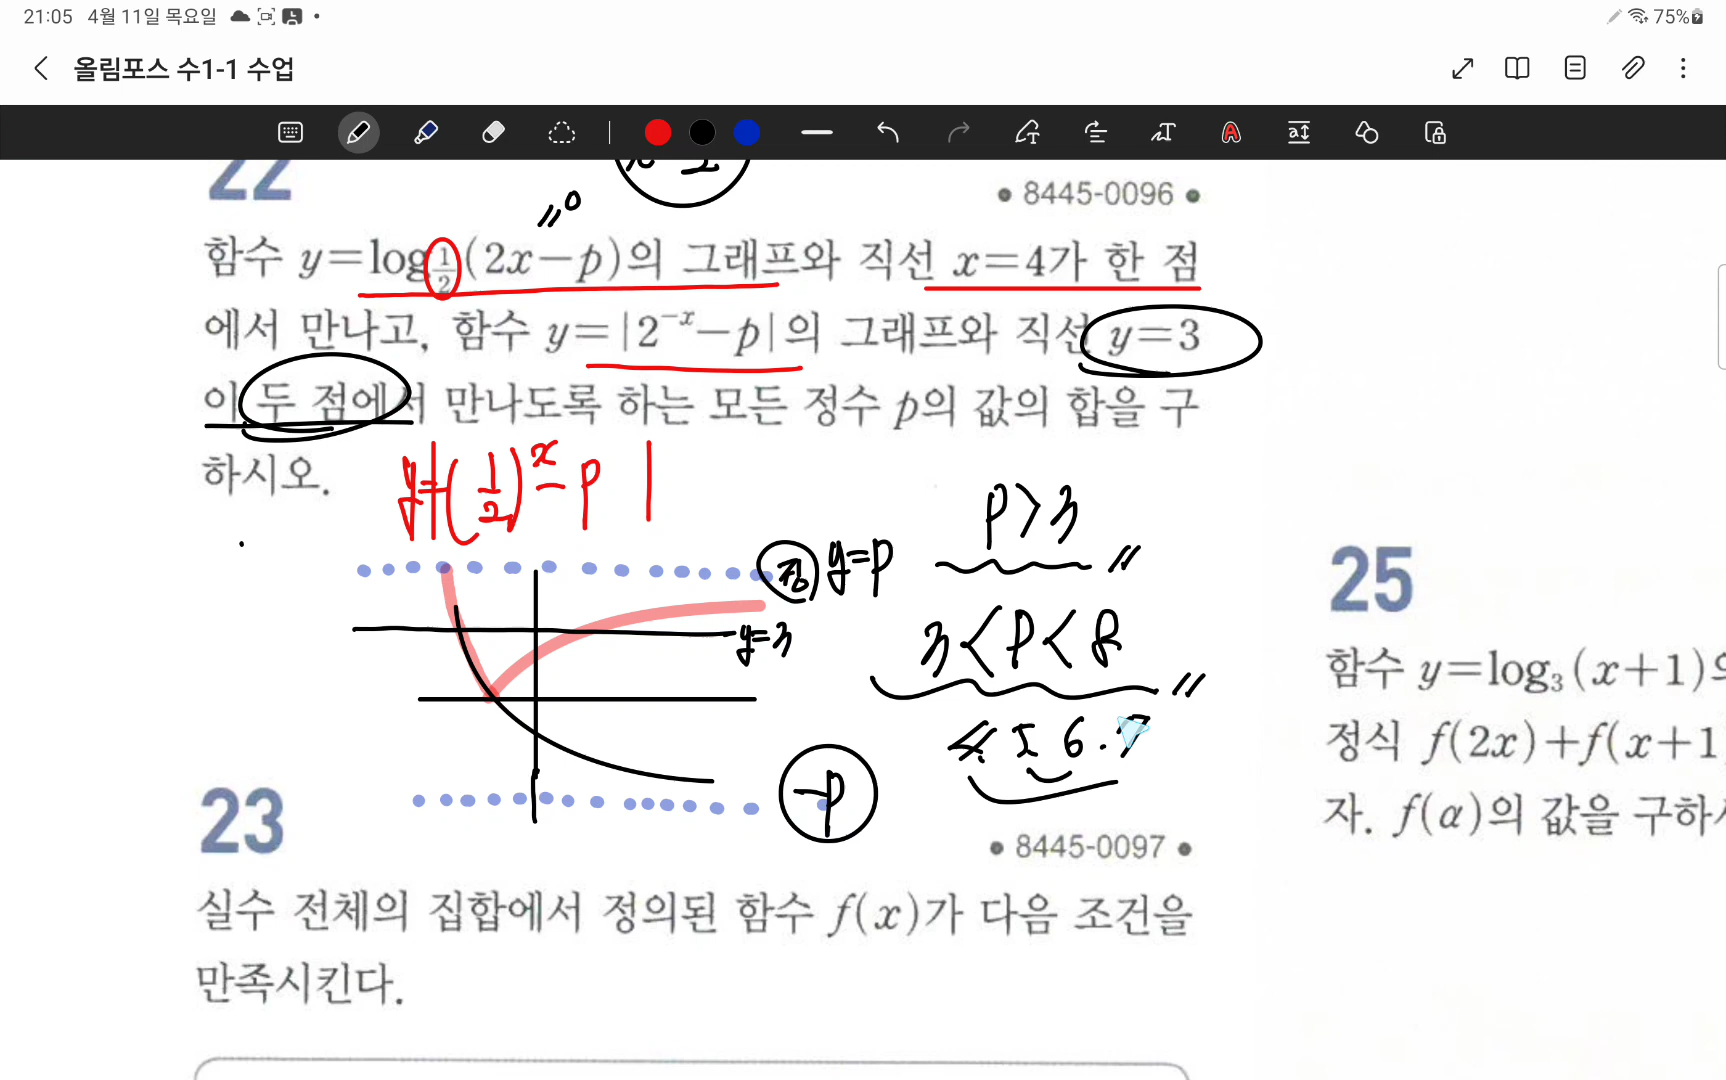 21:05 4월 11일 목요일
75%
올림포스 수1-1 수업
22
8445-0096
함수 y=log1/2(2x-p)의 그래프와 직선 x=4가 한 점
에서 만나고, 함수 y=|2^-x-p|의 그래프와 직선 y=3
이 두 점에서 만나도록 하는 모든 정수 p의 값의 합을 구
하시오.
y=|(1/2)^x-p|
p>3
y=p
y=3
3<p<8
4. 5 6. 7
-p
23
8445-0097
실수 전체의 집합에서 정의된 함수 f(x)가 다음 조건을
만족시킨다.
25
함수 y=log3(x+1)의
정식 f(2x)+f(x+1
자. f(α)의 값을 구하시